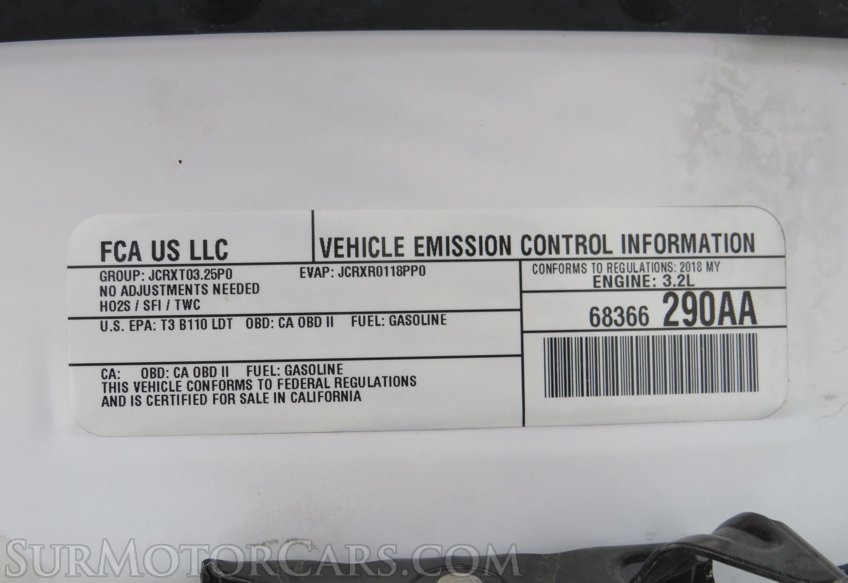 FCA US LLC
VEHICLE EMISSION CONTROL INFORMATION
GROUP: JCRXT03.25P0 EVAP: JCRXR0118PP0
NO ADJUSTMENTS NEEDED
HO2S / SFI / TWC
CONFORMS TO REGULATIONS: 2018 MY
ENGINE: 3.2L
68366 290AA
U.S. EPA: T3 B110 LDT OBD: CA OBD II FUEL: GASOLINE
CA: OBD: CA OBD II FUEL: GASOLINE
THIS VEHICLE CONFORMS TO FEDERAL REGULATIONS
AND IS CERTIFIED FOR SALE IN CALIFORNIA
SURMOTORCARS.COM